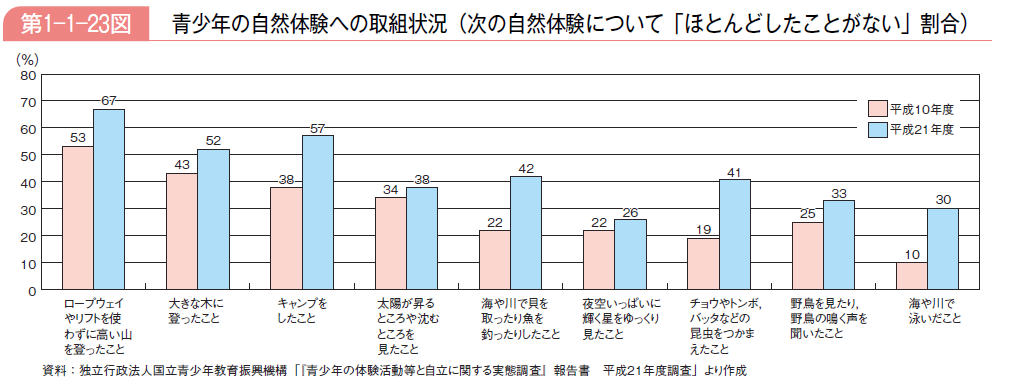 第1-1-23図 青少年の自然体験への取組状況（次の自然体験について「ほとんどしたことがない」割合）
(%)
80
70
60
50
40
30
20
10
0
平成10年度
平成21年度
53
67
43
52
38
57
34
38
22
42
22
26
19
41
25
33
10
30
ロープウェイ
やリフトを使
わずに高い山
を登ったこと
大きな木に
登ったこと
キャンプを
したこと
太陽が昇る
ところや沈む
ところを
見たこと
海や川で貝を
取ったり魚を
釣ったりしたこと
夜空いっぱいに
輝く星をゆっくり
見たこと
チョウやトンボ，
バッタなどの
昆虫をつかま
えたこと
野鳥を見たり，
野鳥の鳴く声を
聞いたこと
海や川で
泳いだこと
資料：独立行政法人国立青少年教育振興機構「『青少年の体験活動等と自立に関する実態調査』報告書　平成21年度調査」より作成